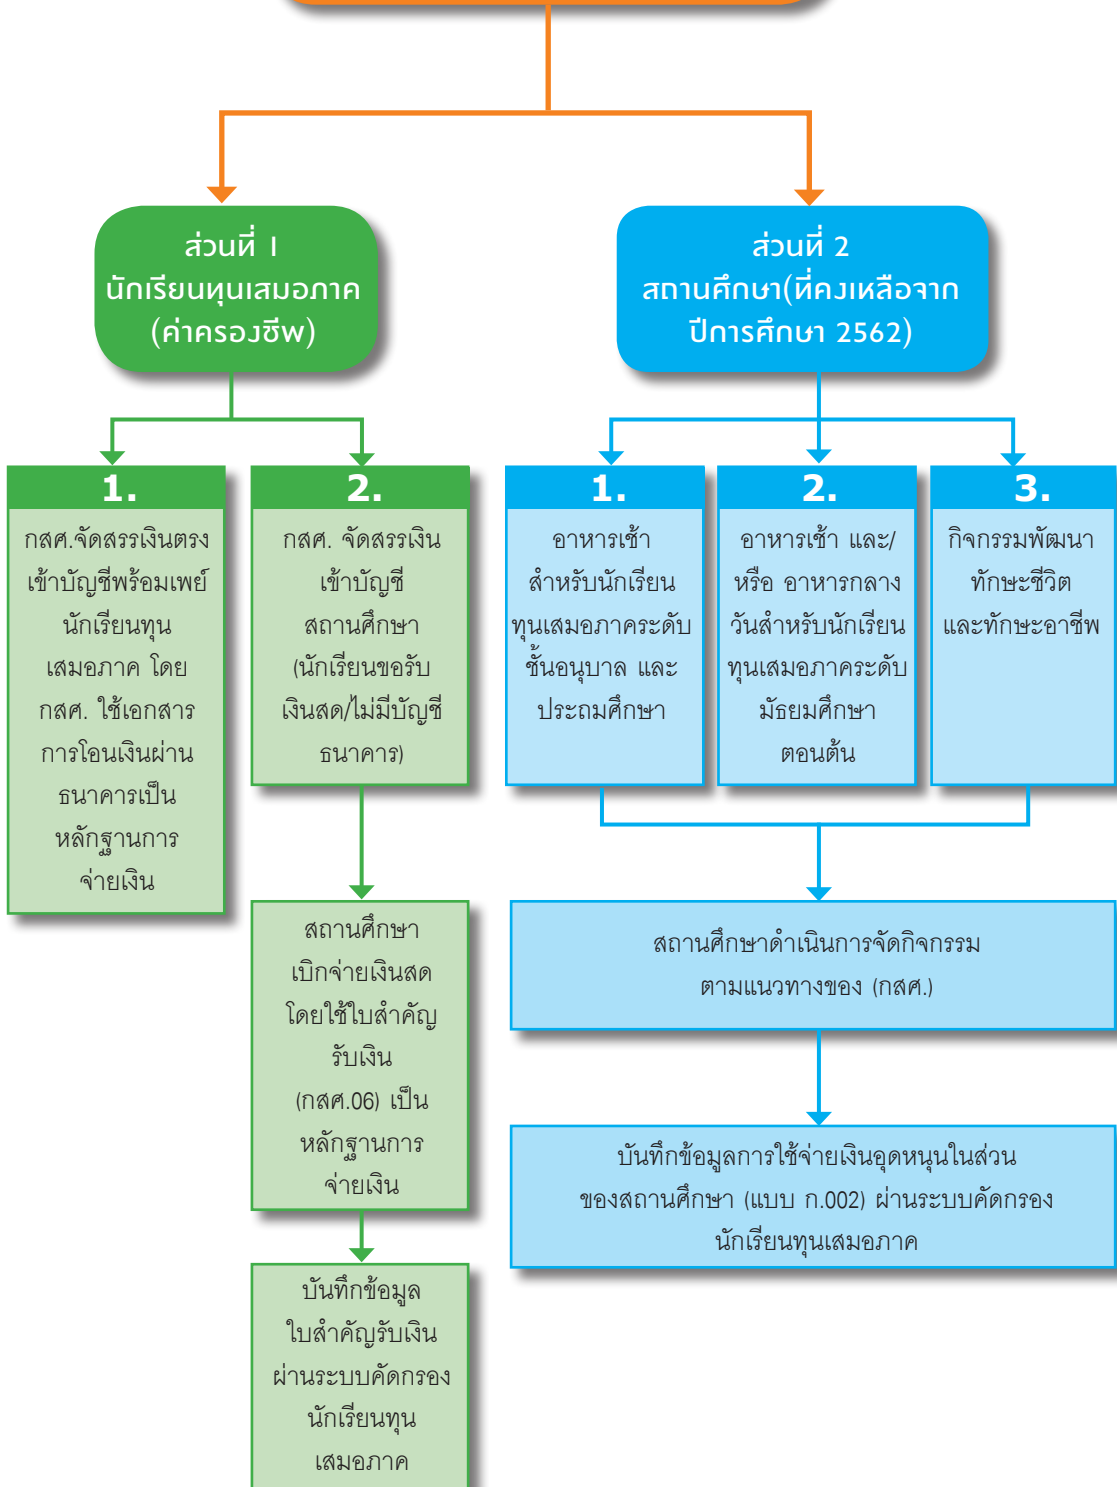 ส่วนที่ 1
นักเรียนทุนเสมอภาค
(ค่าครองชีพ)
ส่วนที่ 2
สถานศึกษา(ที่คงเหลือจาก
ปีการศึกษา 2562)
1.
กสศ.จัดสรรเงินตรง
เข้าบัญชีพร้อมเพย์
นักเรียนทุน
เสมอภาค โดย
กสศ. ใช้เอกสาร
การโอนเงินผ่าน
ธนาคารเป็น
หลักฐานการ
จ่ายเงิน
2.
กสศ. จัดสรรเงิน
เข้าบัญชี
สถานศึกษา
(นักเรียนขอรับ
เงินสด/ไม่มีบัญชี
ธนาคาร)
สถานศึกษา
เบิกจ่ายเงินสด
โดยใช้ใบสำคัญ
รับเงิน
(กสศ.06) เป็น
หลักฐานการ
จ่ายเงิน
บันทึกข้อมูล
ใบสำคัญรับเงิน
ผ่านระบบคัดกรอง
นักเรียนทุน
เสมอภาค
1.
อาหารเช้า
สำหรับนักเรียน
ทุนเสมอภาคระดับ
ชั้นอนุบาล และ
ประถมศึกษา
2.
อาหารเช้า และ/
หรือ อาหารกลาง
วันสำหรับนักเรียน
ทุนเสมอภาคระดับ
มัธยมศึกษา
ตอนต้น
3.
กิจกรรมพัฒนา
ทักษะชีวิต
และทักษะอาชีพ
สถานศึกษาดำเนินการจัดกิจกรรม
ตามแนวทางของ (กสศ.)
บันทึกข้อมูลการใช้จ่ายเงินอุดหนุนในส่วน
ของสถานศึกษา (แบบ ก.002) ผ่านระบบคัดกรอง
นักเรียนทุนเสมอภาค